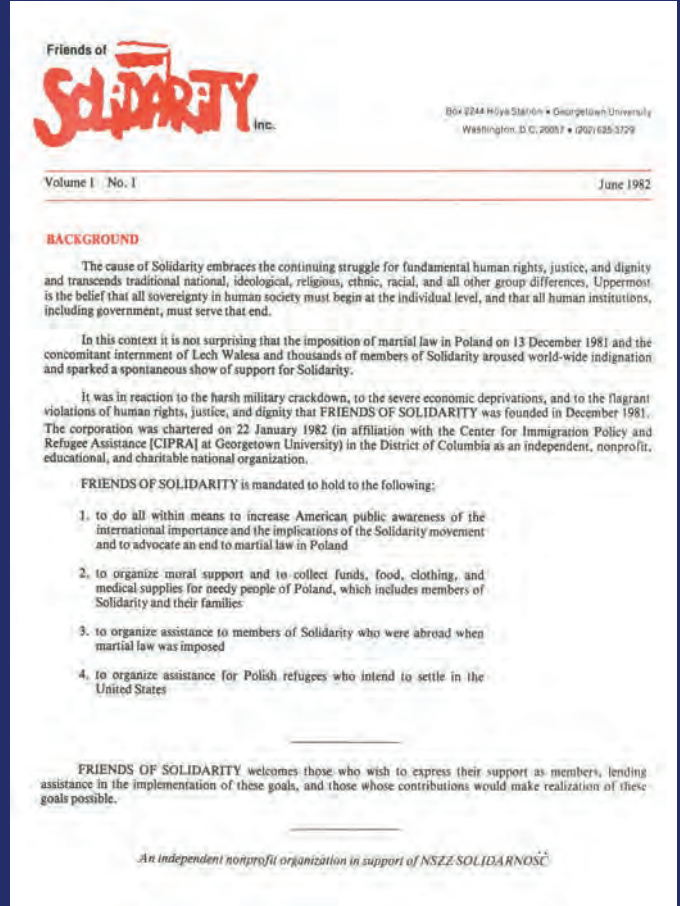 Friends of
SOLiDARiTY
Inc.
Box 2244 Hoya Station • Georgetown University
Washington, D.C. 20057 • (202) 625-3729
Volume I No. 1
June 1982
BACKGROUND
The cause of Solidarity embraces the continuing struggle for fundamental human rights, justice, and dignity
and transcends traditional national, ideological, religious, ethnic, racial, and all other group differences, Uppermost
is the belief that all sovereignty in human society must begin at the individual level, and that all human institutions,
including government, must serve that end.
In this context it is not surprising that the imposition of martial law in Poland on 13 December 1981 and the
concomitant internment of Lech Walesa and thousands of members of Solidarity aroused world-wide indignation
and sparked a spontaneous show of support for Solidarity.
It was in reaction to the harsh military crackdown, to the severe economic deprivations, and to the flagrant
violations of human rights, justice, and dignity that FRIENDS OF SOLIDARITY was founded in December 1981.
The corporation was chartered on 22 January 1982 (in affiliation with the Center for Immigration Policy and
Refugee Assistance [CIPRA] at Georgetown University) in the District of Columbia as an independent, nonprofit,
educational, and charitable national organization.
FRIENDS OF SOLIDARITY is mandated to hold to the following:
1. to do all within means to increase American public awareness of the
international importance and the implications of the Solidarity movement
and to advocate an end to martial law in Poland
2. to organize moral support and to collect funds, food, clothing, and
medical supplies for needy people of Poland, which includes members of
Solidarity and their families
3. to organize assistance to members of Solidarity who were abroad when
martial law was imposed
4. to organize assistance for Polish refugees who intend to settle in the
United States
FRIENDS OF SOLIDARITY welcomes those who wish to express their support as members, lending
assistance in the implementation of these goals, and those whose contributions would make realization of these
goals possible.
An independent nonprofit organization in support of NSZZ SOLIDARNOŚĆ